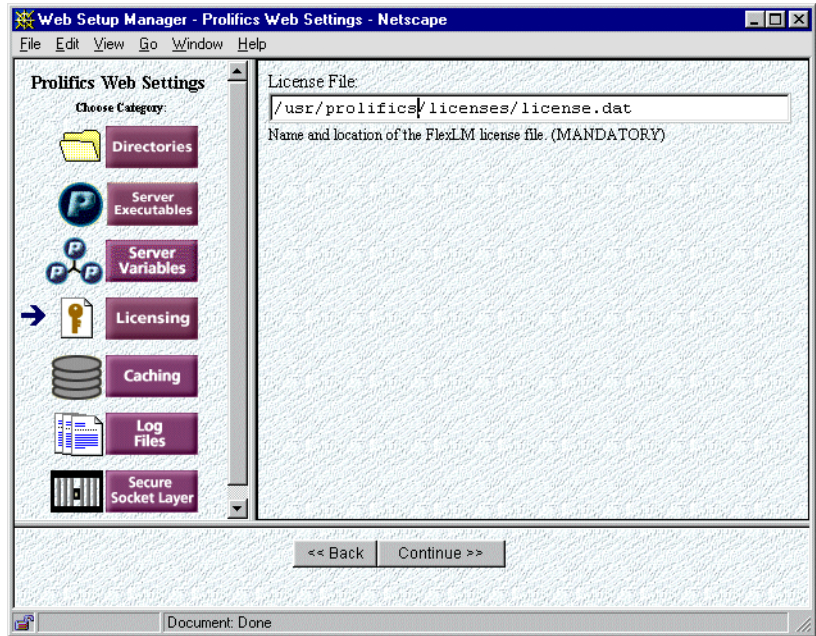 Web Setup Manager - Prolifics Web Settings - Netscape
File Edit View Go Window Help
Prolifics Web Settings
Choose Category:
Directories
Server
Executables
Server
Variables
Licensing
Caching
Log
Files
Secure
Socket Layer
License File:
/usr/prolifics/licenses/license.dat
Name and location of the FlexLM license file. (MANDATORY)
<< Back
Continue >>
Document: Done